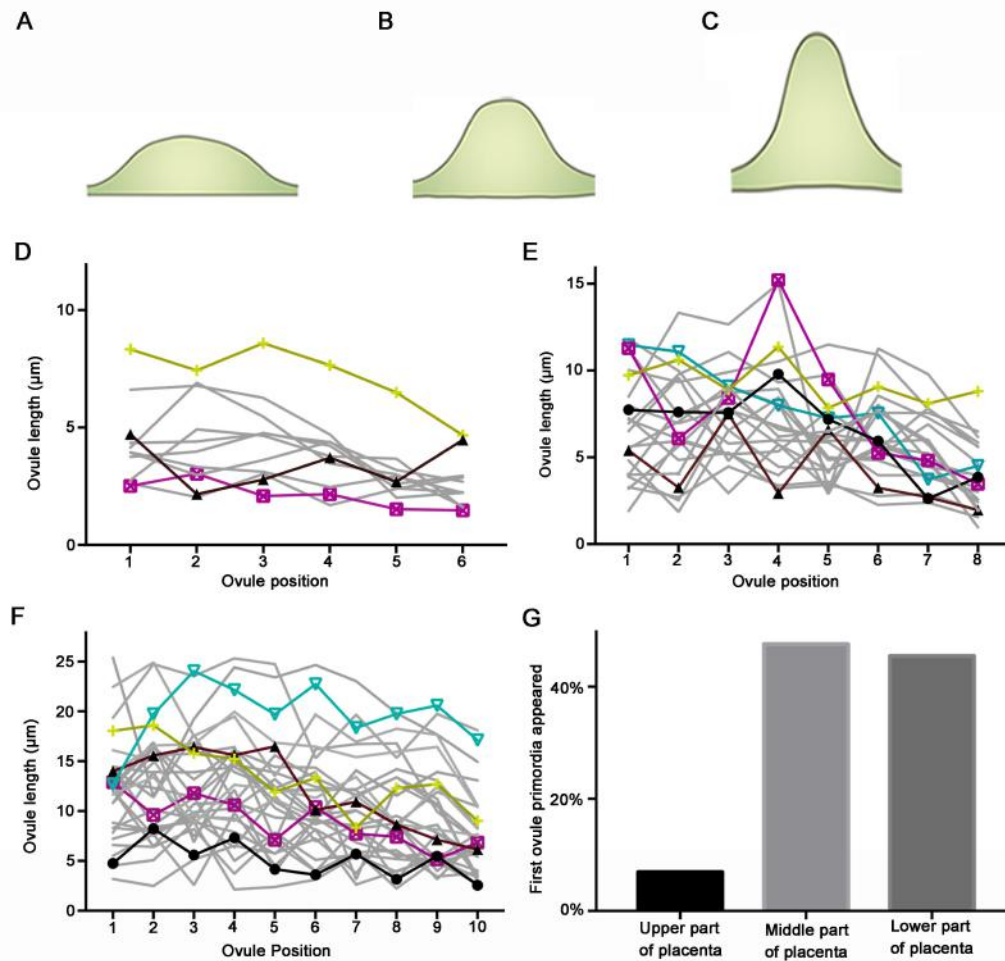 A
B
C
D
10
5
0
Ovule length (µm)
1 2 3 4 5 6
Ovule position
E
15
10
5
0
Ovule length (µm)
1 2 3 4 5 6 7 8
Ovule position
F
25
20
15
10
5
0
Ovule length (µm)
1 2 3 4 5 6 7 8 9 10
Ovule Position
G
40%
20%
0%
First ovule primordia appeared
Upper part
of placenta
Middle part
of placenta
Lower part
of placenta